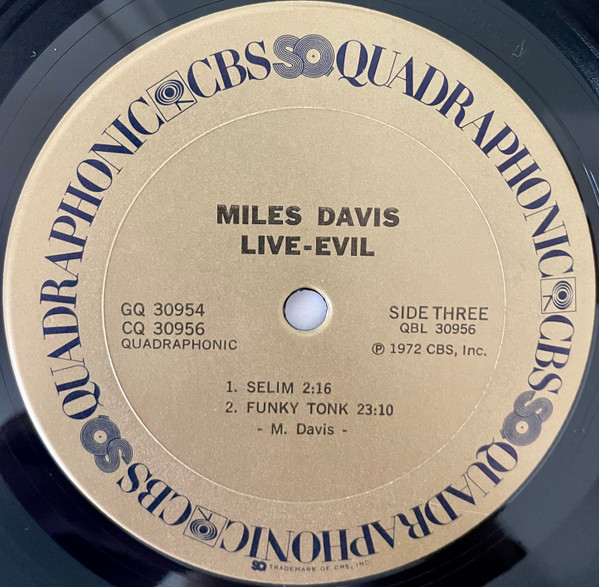 CBS SQ QUADRAPHONIC CBS SQ QUADRAPHONIC CBS SQ QUADRAPHONIC
MILES DAVIS
LIVE-EVIL
GQ 30954
CQ 30956
QUADRAPHONIC
SIDE THREE
QBL 30956
℗ 1972 CBS, Inc.
1. SELIM 2:16
2. FUNKY TONK 23:10
- M. Davis -
SQ TRADEMARK OF CBS, INC.